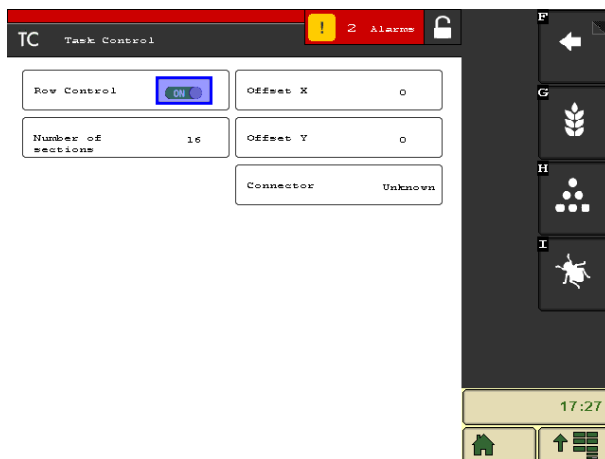 TC Task Control
! 2 Alarms
Row Control ON
Offset X 0
Number of sections 16
Offset Y 0
Connector Unknown
F
G
H
I
17:27